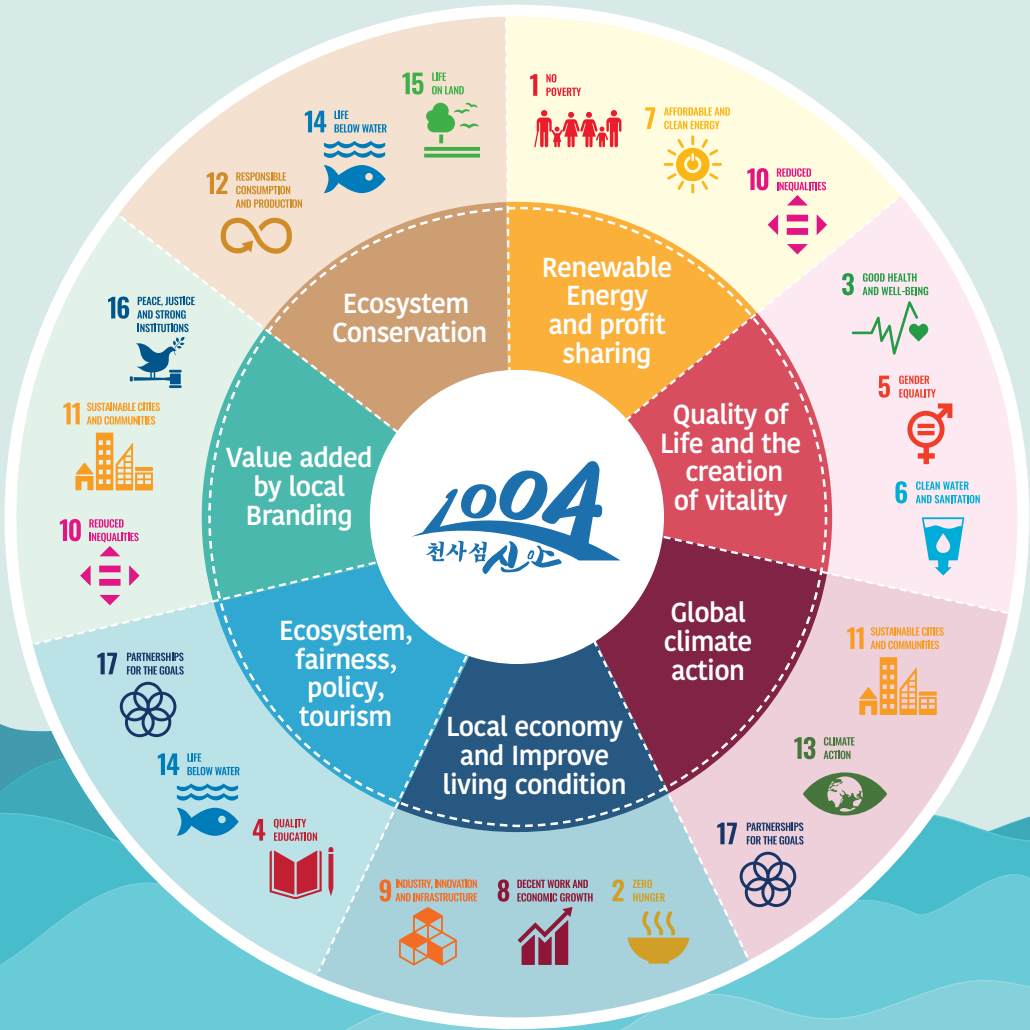 1 NO
POVERTY
7 AFFORDABLE AND
CLEAN ENERGY
10 REDUCED
INEQUALITIES
Renewable
Energy
and profit
sharing
3 GOOD HEALTH
AND WELL-BEING
5 GENDER
EQUALITY
6 CLEAN WATER
AND SANITATION
Quality of
Life and the
creation
of vitality
11 SUSTAINABLE CITIES
AND COMMUNITIES
13 CLIMATE
ACTION
17 PARTNERSHIPS
FOR THE GOALS
Global
climate
action
2 ZERO
HUNGER
8 DECENT WORK AND
ECONOMIC GROWTH
9 INDUSTRY, INNOVATION
AND INFRASTRUCTURE
Local economy
and Improve
living condition
4 QUALITY
EDUCATION
14 LIFE
BELOW WATER
17 PARTNERSHIPS
FOR THE GOALS
Ecosystem,
fairness,
policy,
tourism
10 REDUCED
INEQUALITIES
11 SUSTAINABLE CITIES
AND COMMUNITIES
16 PEACE, JUSTICE
AND STRONG
INSTITUTIONS
Value added
by local
Branding
12 RESPONSIBLE
CONSUMPTION
AND PRODUCTION
14 LIFE
BELOW WATER
15 LIFE
ON LAND
Ecosystem
Conservation
1004
천사섬 신안